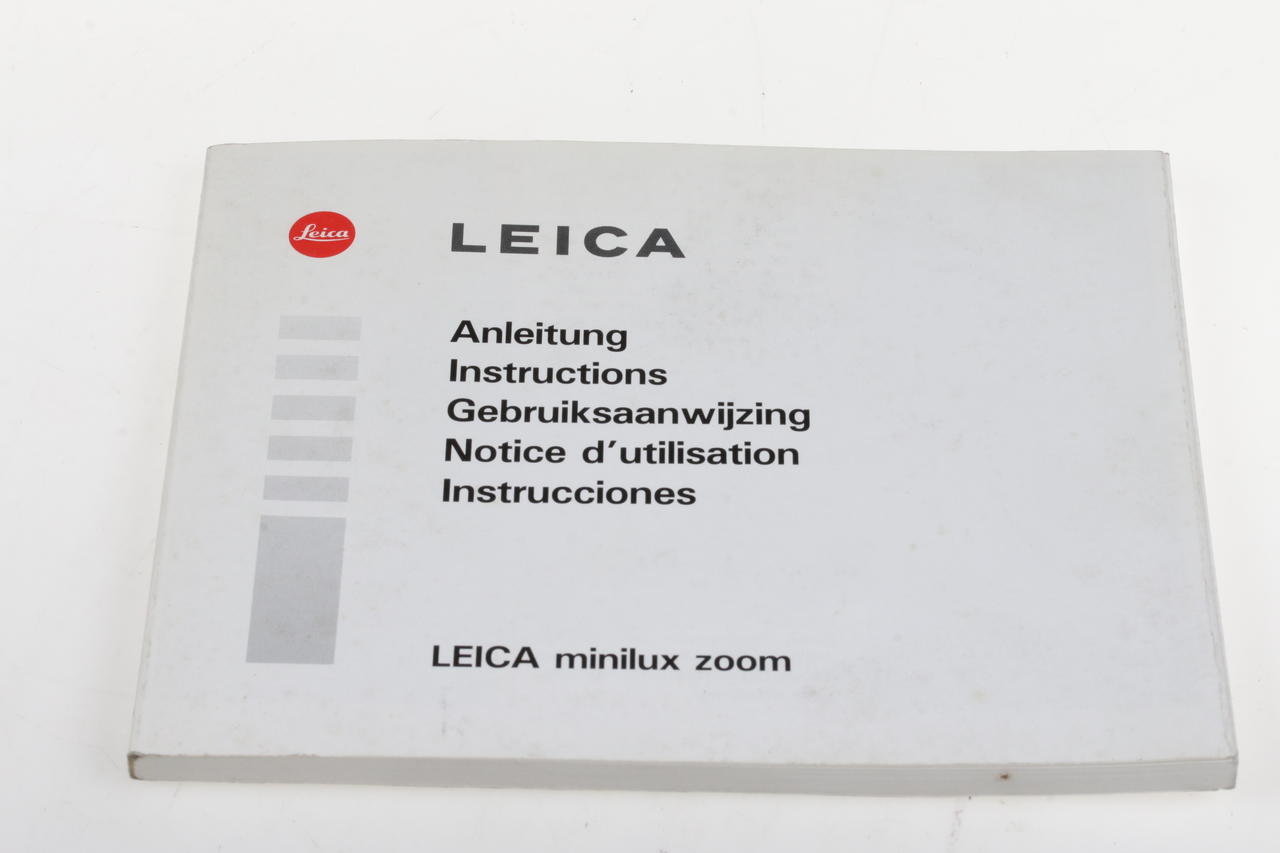 Leica
LEICA
Anleitung
Instructions
Gebruiksaanwijzing
Notice d'utilisation
Instrucciones
LEICA minilux zoom